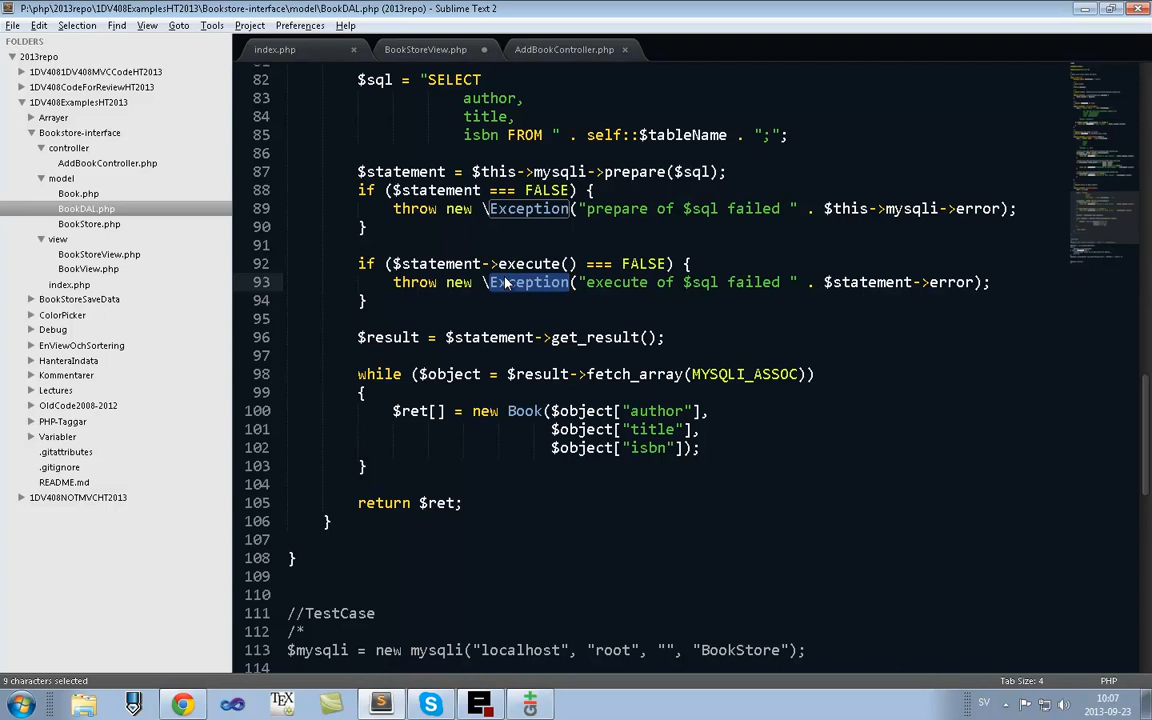 P:\php\2013repo\1DV408ExamplesHT2013\Bookstore-interface\model\BookDAL.php (2013repo) - Sublime Text 2
File Edit Selection Find View Goto Tools Project Preferences Help
FOLDERS
2013repo
1DV4081DV408MVCCodeHT2013
1DV408CodeForReviewHT2013
1DV408ExamplesHT2013
Arrayer
Bookstore-interface
controller
AddBookController.php
model
Book.php
BookDAL.php
BookStore.php
view
BookStoreView.php
BookView.php
index.php
BookStoreSaveData
ColorPicker
Debug
EnViewOchSortering
HanteraIndata
Kommentarer
Lectures
OldCode2008-2012
PHP-Taggar
Variabler
.gitattributes
.gitignore
README.md
1DV408NOTMVCHT2013
index.php × BookStoreView.php AddBookController.php ×
82 $sql = "SELECT
83 author,
84 title,
85 isbn FROM " . self::$tableName . ";";
86
87 $statement = $this->mysqli->prepare($sql);
88 if ($statement === FALSE) {
89 throw new \Exception("prepare of $sql failed " . $this->mysqli->error);
90 }
91
92 if ($statement->execute() === FALSE) {
93 throw new \Exception("execute of $sql failed " . $statement->error);
94 }
95
96 $result = $statement->get_result();
97
98 while ($object = $result->fetch_array(MYSQLI_ASSOC))
99 {
100 $ret[] = new Book($object["author"],
101 $object["title"],
102 $object["isbn"]);
103 }
104
105 return $ret;
106 }
107
108 }
109
110
111 //TestCase
112 /*
113 $mysqli = new mysqli("localhost", "root", "", "BookStore");
114
9 characters selected
Tab Size: 4 PHP
SV
10:07
2013-09-23